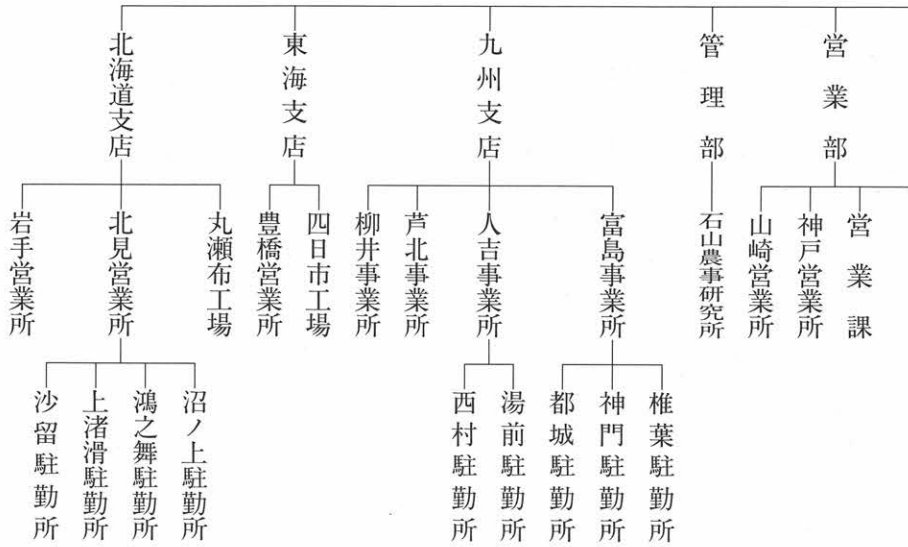 営業部
営業課
神戸営業所
山崎営業所
管理部
石山農事研究所
九州支店
富島事業所
椎葉駐勤所
神門駐勤所
都城駐勤所
人吉事業所
湯前駐勤所
西村駐勤所
芦北事業所
柳井事業所
東海支店
四日市工場
豊橋営業所
北海道支店
丸瀬布工場
北見営業所
沼ノ上駐勤所
鴻之舞駐勤所
上渚滑駐勤所
沙留駐勤所
岩手営業所